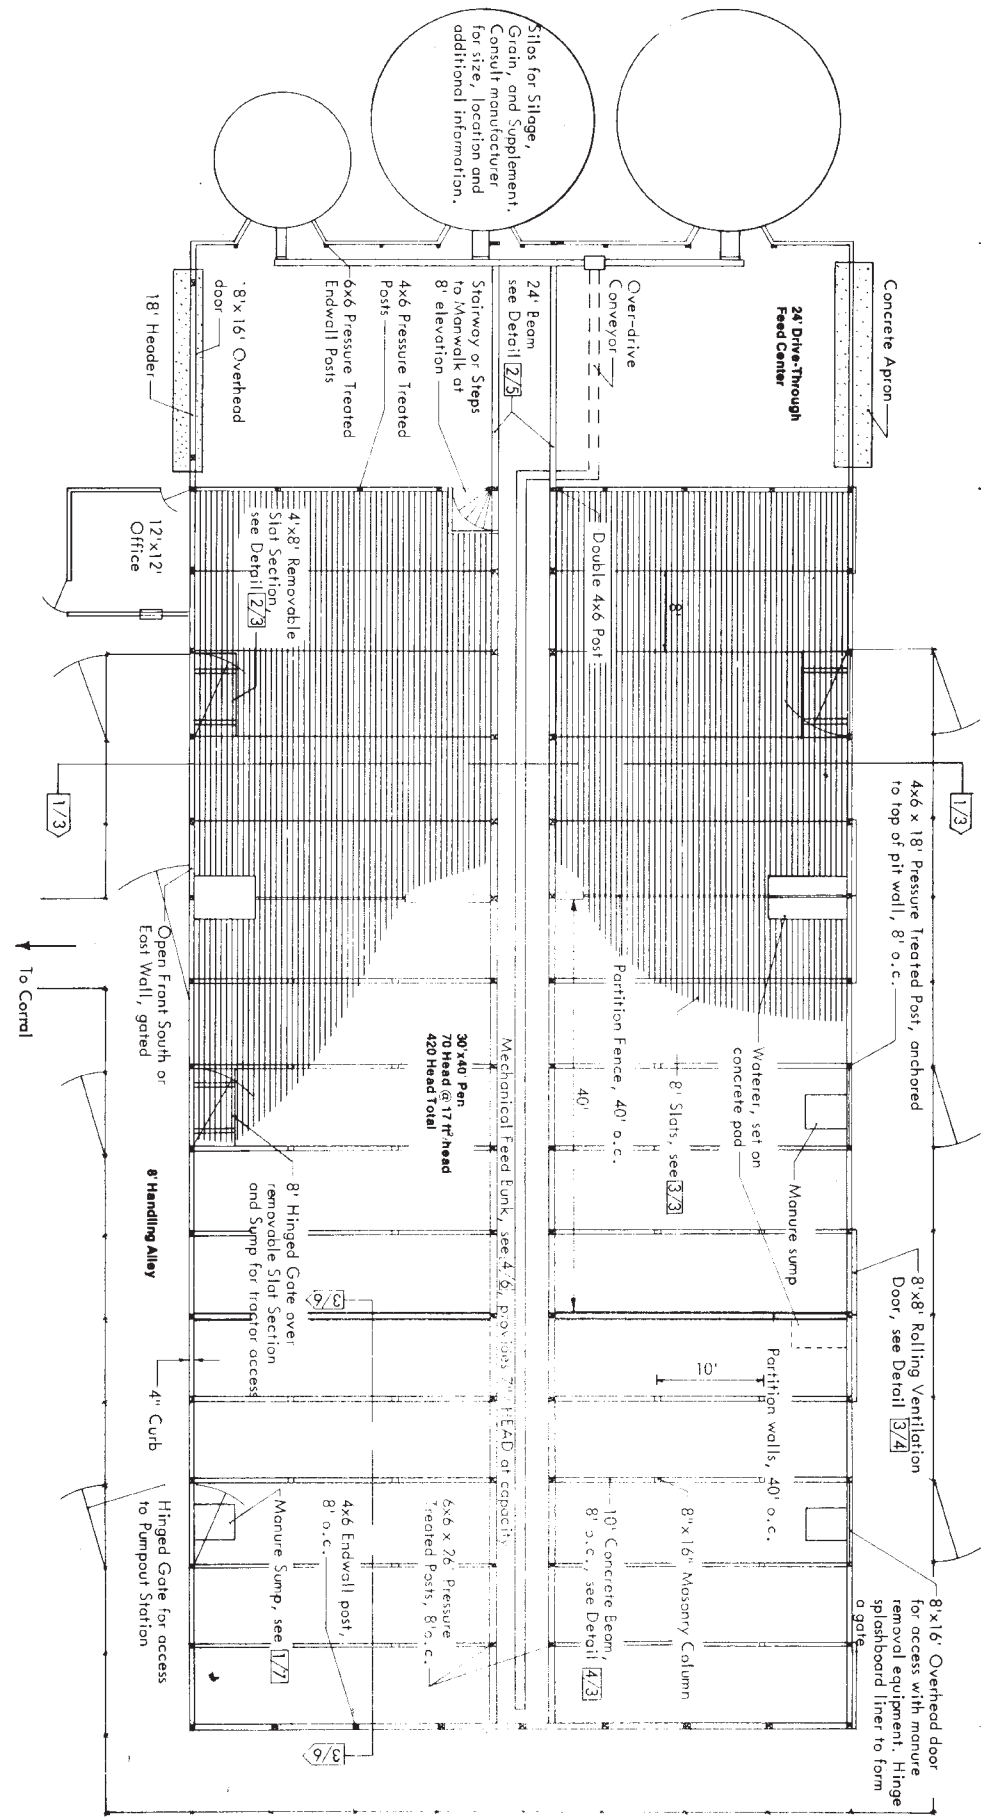 Silos for Silage,
Grain, and Supplement.
Consult manufacturer
for size, location and
additional information.
Concrete Apron
24' Drive-Through
Feed Center
Over-drive
Conveyor
24' Beam
see Detail 2/5
Stairway or Steps
to Manwalk at
8' elevation
4x6 Pressure Treated
Posts
6x6 Pressure Treated
Endwall Posts
18'x 16' Overhead
door
18' Header
12'x12'
Office
4'x8' Removable
Slat Section,
see Detail 2/3
Double 4x6 Post
8'
1/3
1/3
4x6 x 18' Pressure Treated Post, anchored
to top of pit wall, 8' o.c.
Waterer, set on
concrete pad
Manure sump
8' Slats, see 3/3
Partition Fence, 40' o.c.
40'
Mechanical Feed Bunk, see 4/6, provides HEAD at capacity
30'x40' Pen
70 Head @ 17 ft²/head
420 Head Total
Open Front South or
East Wall, gated
To Corral
8' Handling Alley
8' Hinged Gate over
removable Slat Section
and Sump for tractor access
8'x8' Rolling Ventilation
Door, see Detail 3/4
Partition walls, 40' o.c.
10'
3/6
3/6
4" Curb
8'x16' Overhead door
for access with manure
removal equipment. Hinge
splashboard liner to form
a gate
8"x16" Masonry Column
10' Concrete Beam,
8' o.c., see Detail 4/3
6x6 x 26' Pressure
Treated Posts, 8' o.c.
4x6 Endwall post,
8' o.c.
Manure Sump, see 1/7
Hinged Gate for access
to Pumpout Station